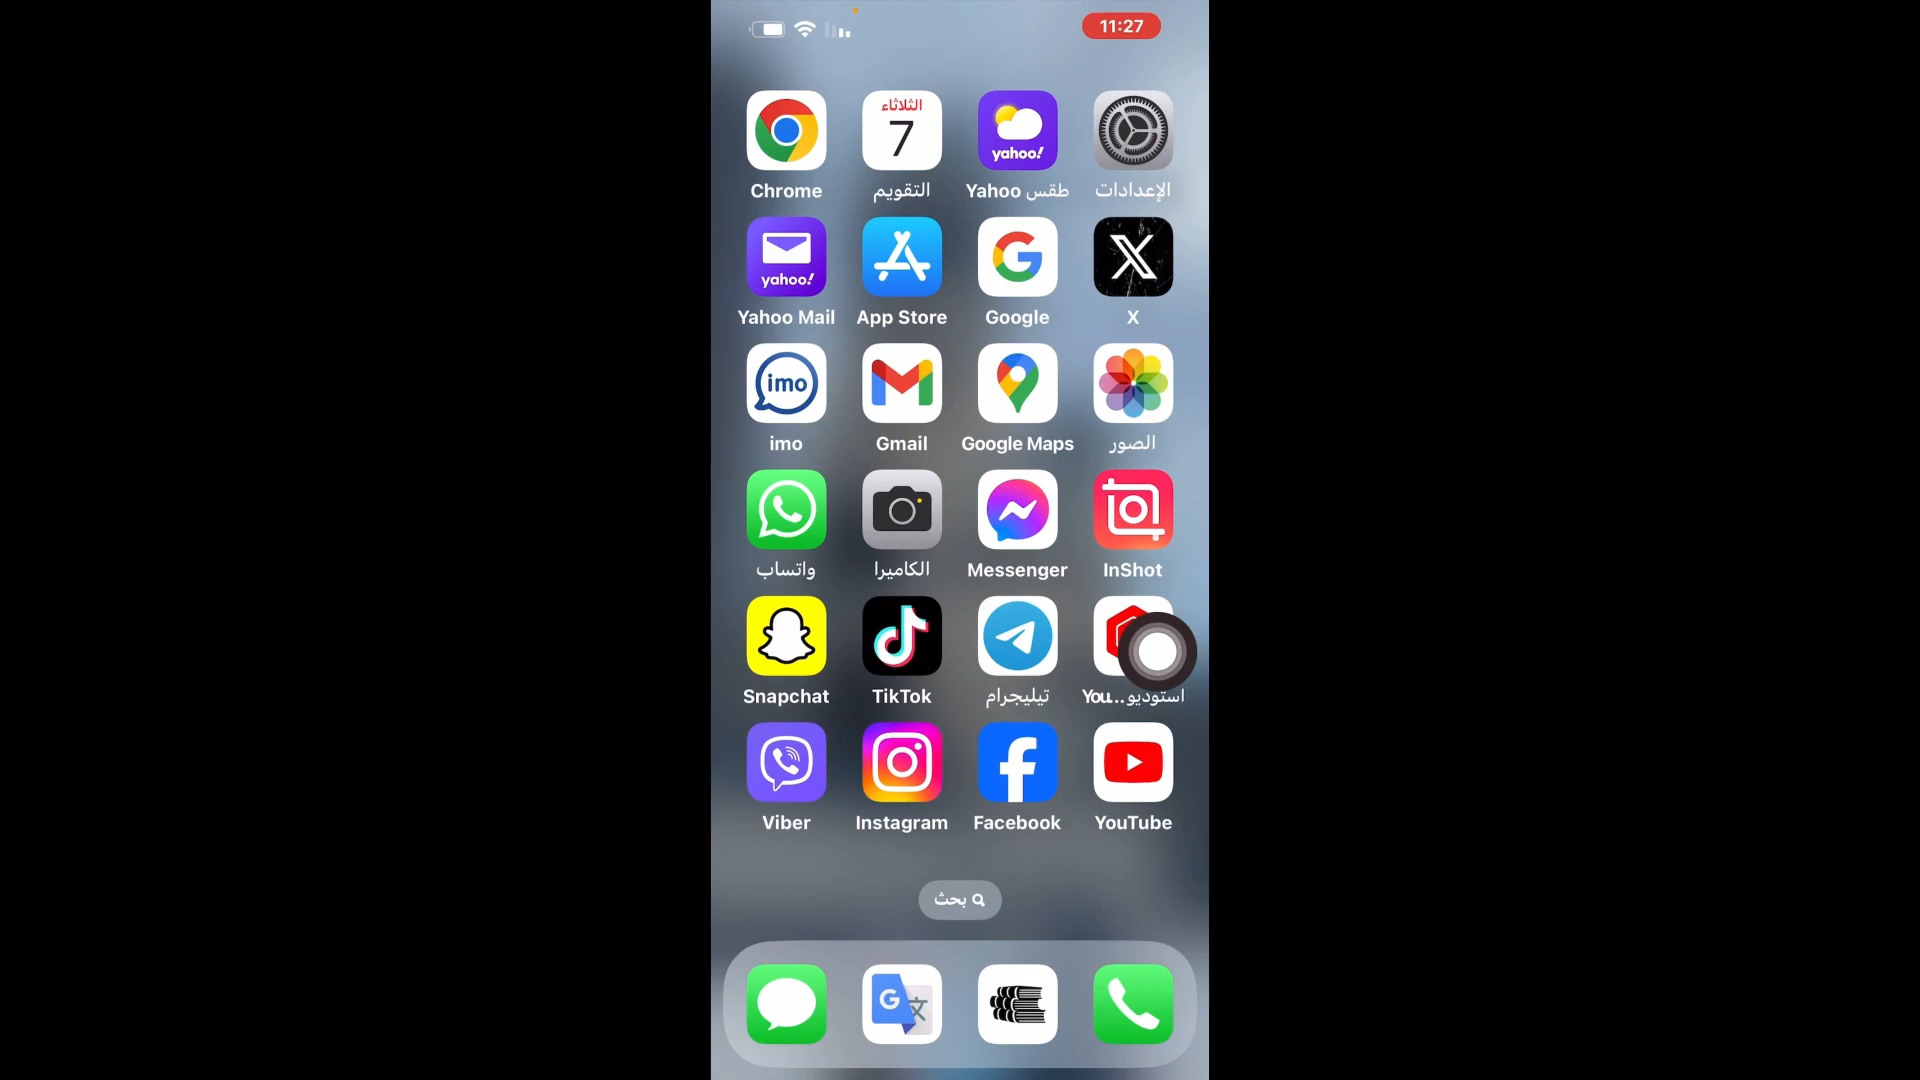 11:27
الثلاثاء
7
yahoo!
الإعدادات
طقس Yahoo
التقويم
Chrome
yahoo!
X
Google
App Store
Yahoo Mail
imo
الصور
Google Maps
Gmail
imo
InShot
Messenger
الكاميرا
واتساب
استوديو You...
تيليجرام
TikTok
Snapchat
YouTube
Facebook
Instagram
Viber
بحث
G 文